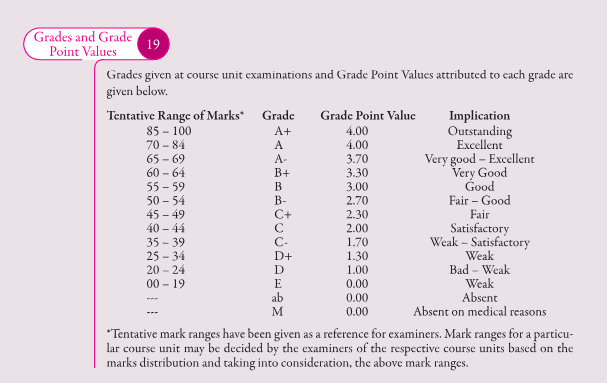 Grades and Grade
Point Values
19
Grades given at course unit examinations and Grade Point Values attributed to each grade are
given below.
Tentative Range of Marks* Grade Grade Point Value Implication
85 – 100 A+ 4.00 Outstanding
70 – 84 A 4.00 Excellent
65 – 69 A- 3.70 Very good – Excellent
60 – 64 B+ 3.30 Very Good
55 – 59 B 3.00 Good
50 – 54 B- 2.70 Fair – Good
45 – 49 C+ 2.30 Fair
40 – 44 C 2.00 Satisfactory
35 – 39 C- 1.70 Weak – Satisfactory
25 – 34 D+ 1.30 Weak
20 – 24 D 1.00 Bad – Weak
00 – 19 E 0.00 Weak
--- ab 0.00 Absent
--- M 0.00 Absent on medical reasons
*Tentative mark ranges have been given as a reference for examiners. Mark ranges for a particu-
lar course unit may be decided by the examiners of the respective course units based on the
marks distribution and taking into consideration, the above mark ranges.